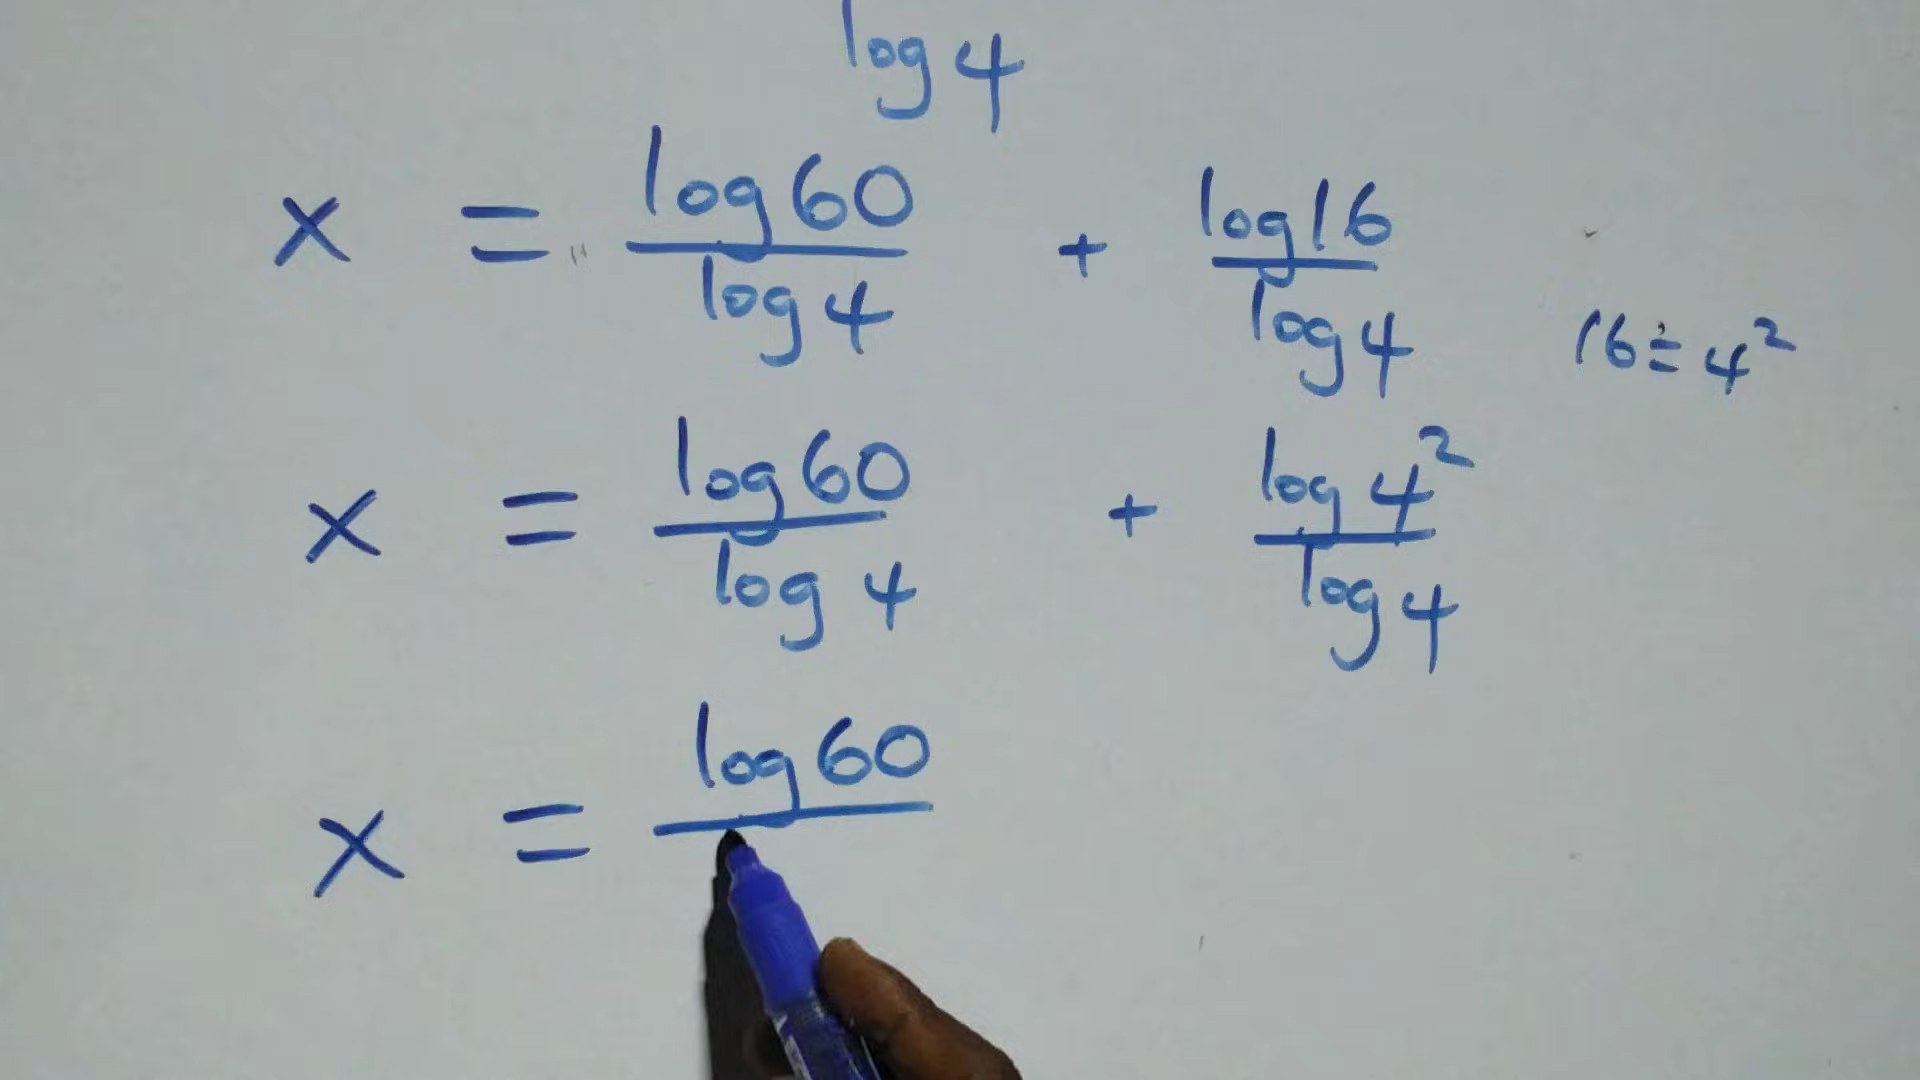 log 4
x = log 60 / log 4 + log 16 / log 4
16 = 4²
x = log 60 / log 4 + log 4² / log 4
x = log 60